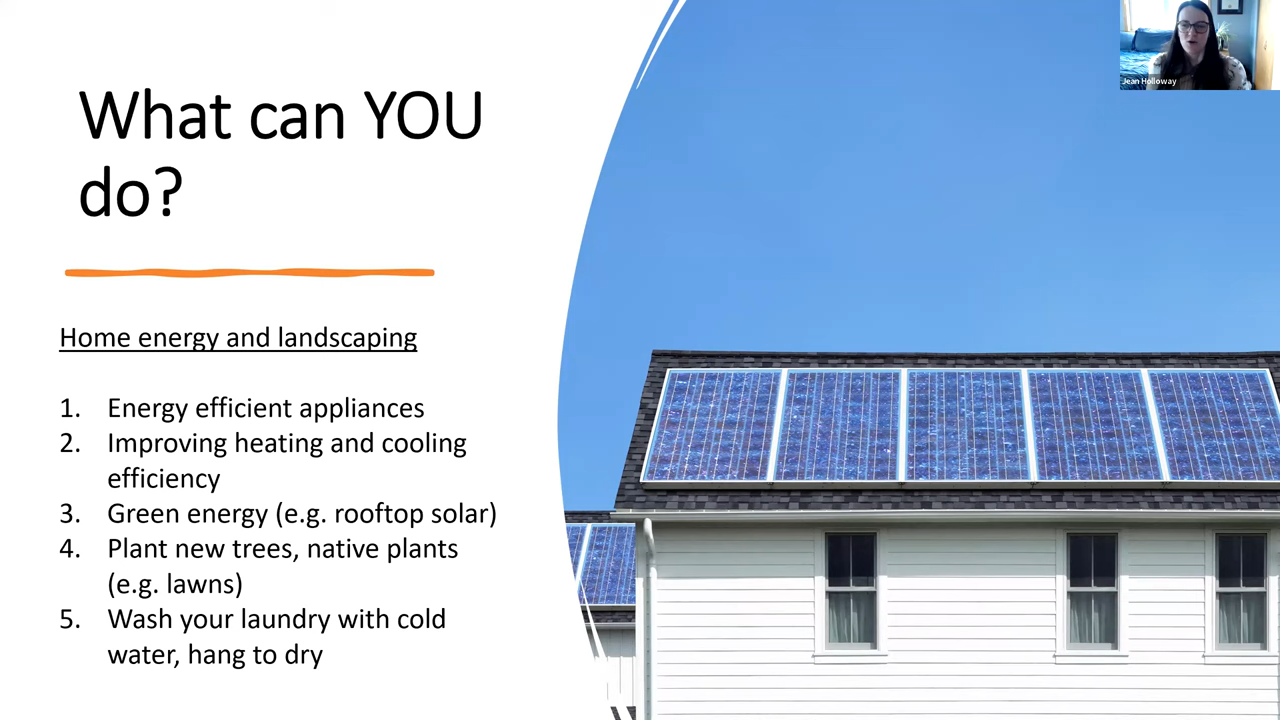 Jean Holloway
What can YOU
do?
Home energy and landscaping
1. Energy efficient appliances
2. Improving heating and cooling
efficiency
3. Green energy (e.g. rooftop solar)
4. Plant new trees, native plants
(e.g. lawns)
5. Wash your laundry with cold
water, hang to dry